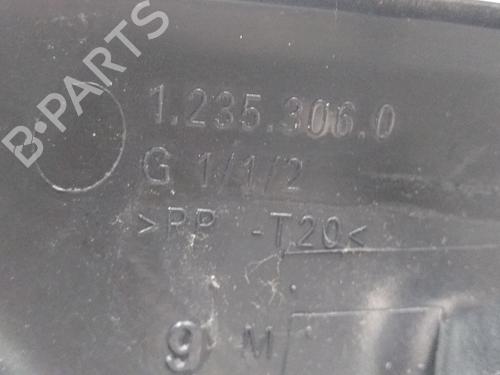 B-PARTS
1.235.306.0
G 1/1/2
>PP -T20<
9 M